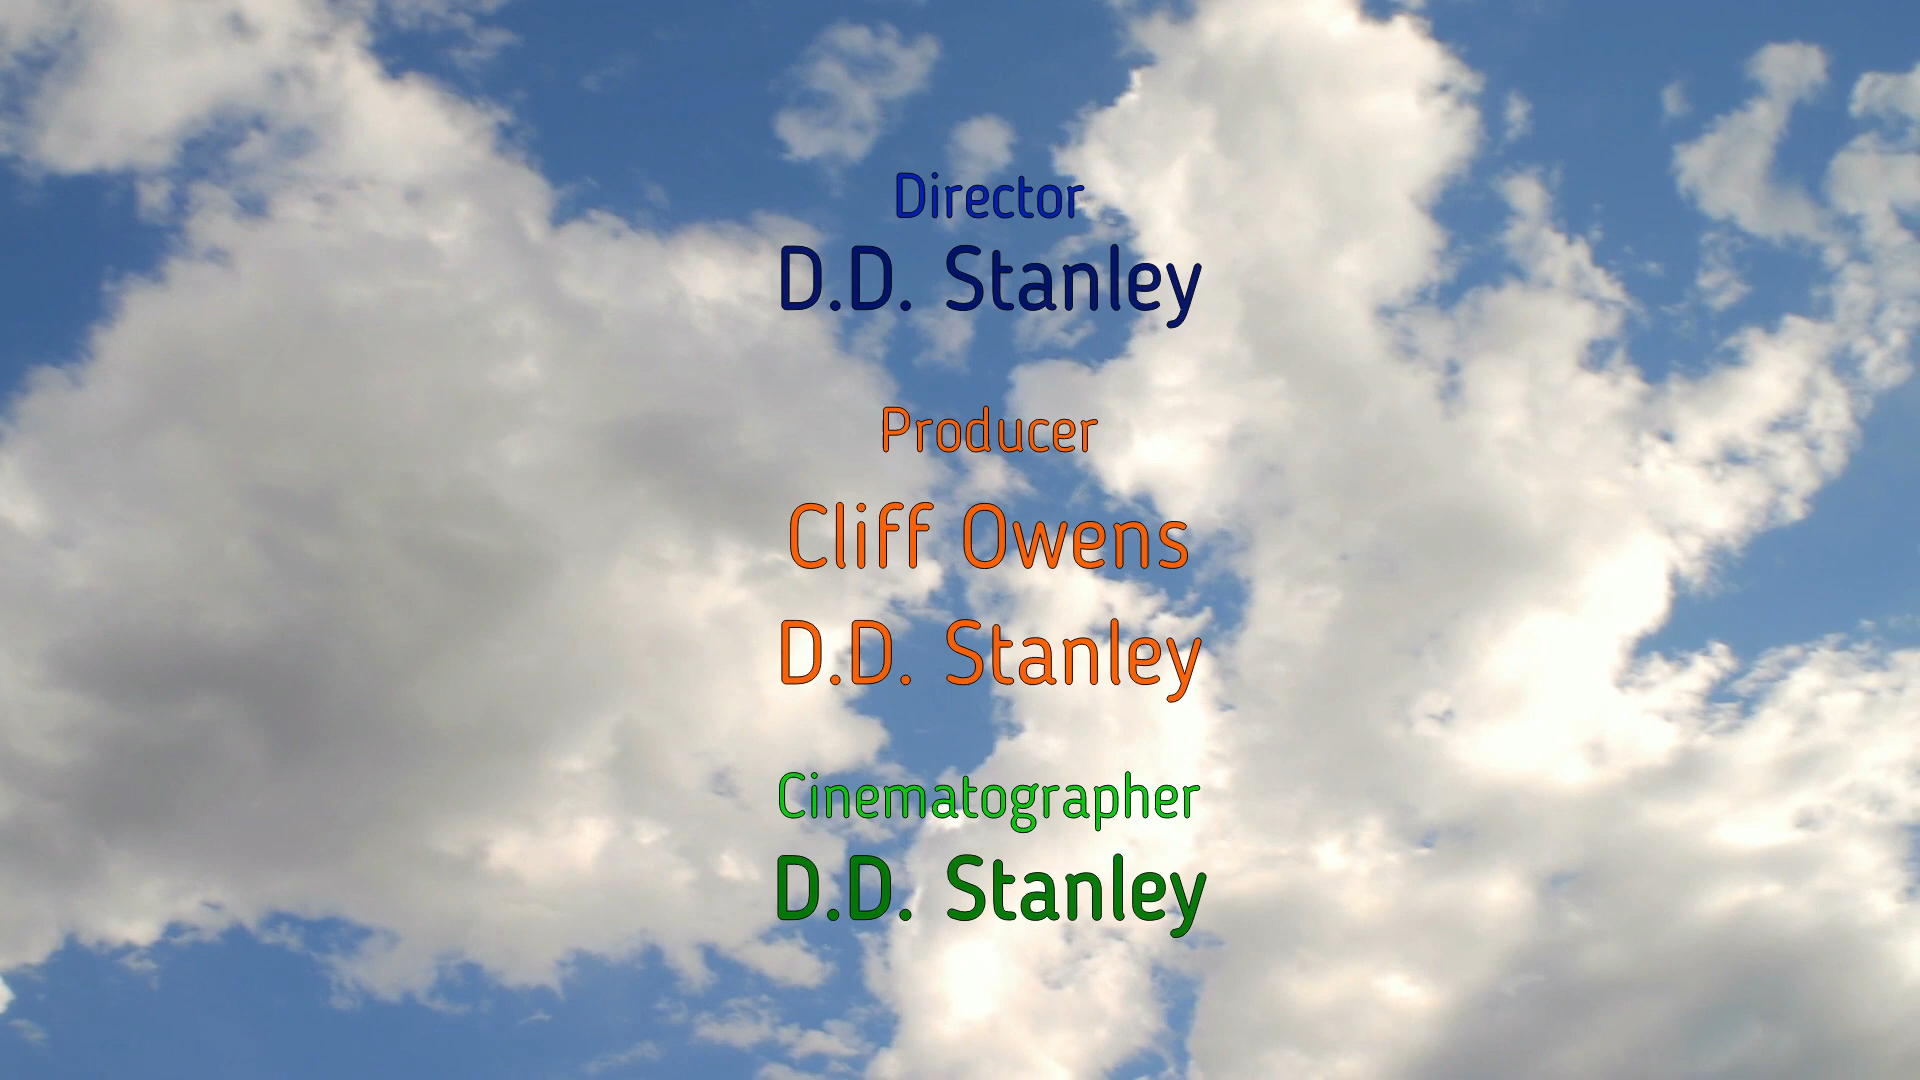 Director
D.D. Stanley
Producer
Cliff Owens
D.D. Stanley
Cinematographer
D.D. Stanley